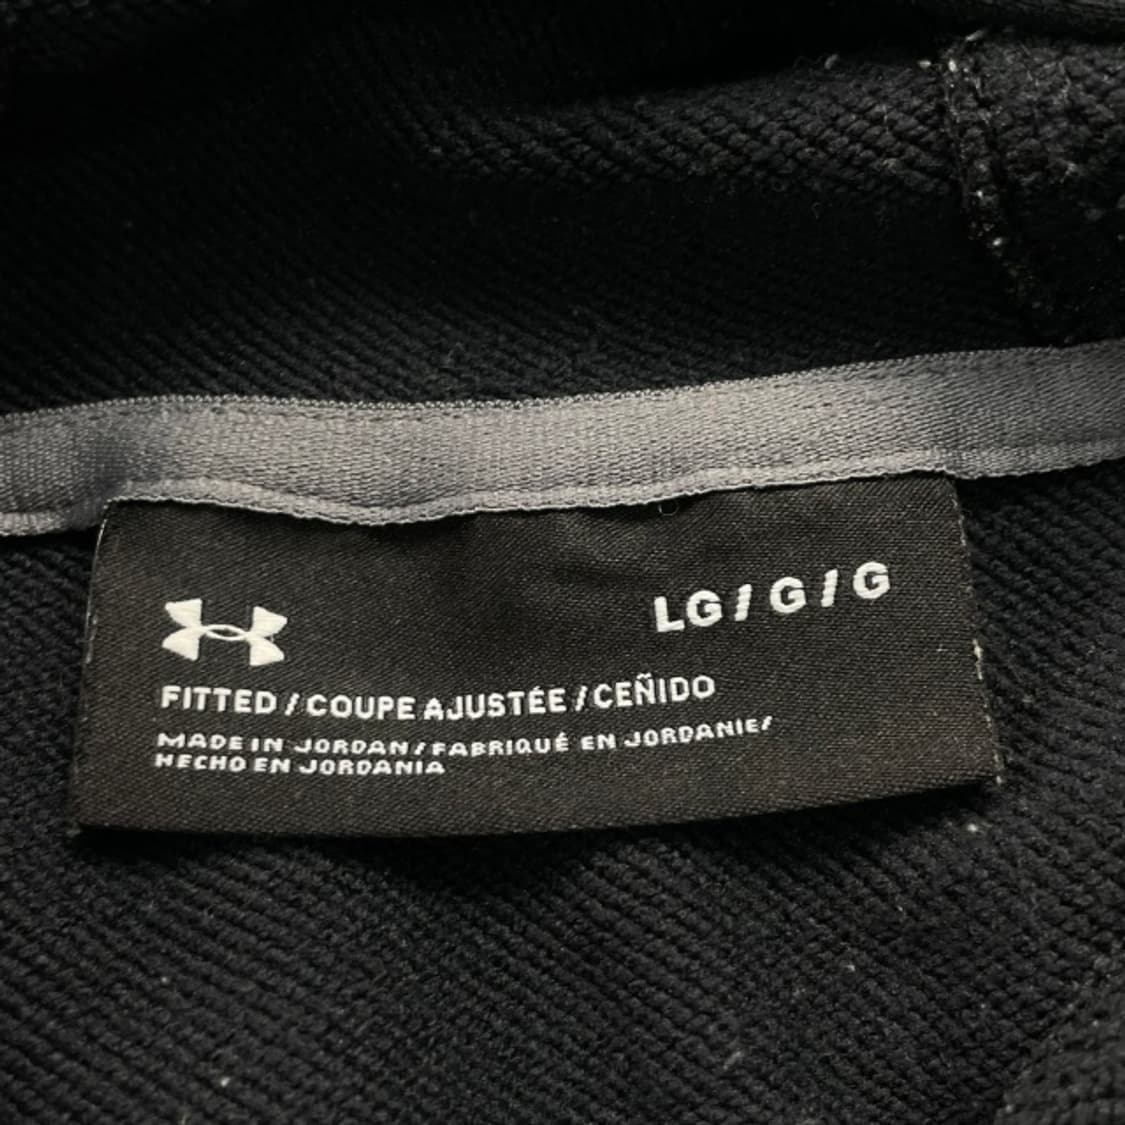 LG / G / G
FITTED / COUPE AJUSTÉE / CEÑIDO
MADE IN JORDAN / FABRIQUÉ EN JORDANIE/
HECHO EN JORDANIA